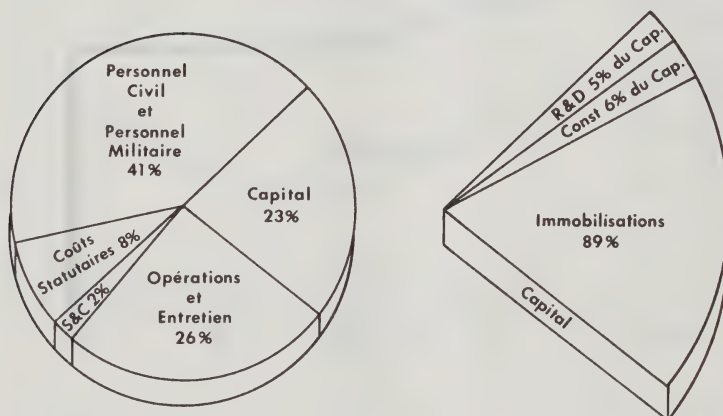 Personnel
Civil
et
Personnel
Militaire
41%
Capital
23%
Coûts
Statutaires 8%
S&C 2%
Opérations
et
Entretien
26%
R&D 5% du Cap.
Const 6% du Cap.
Immobilisations
89%
Capital